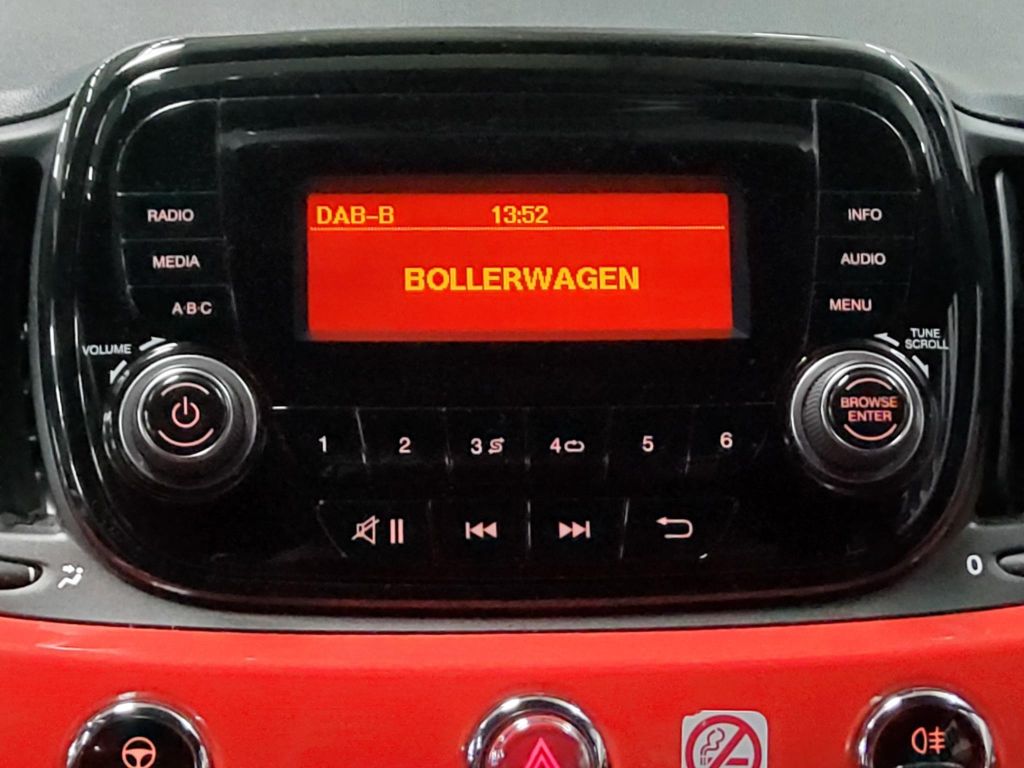 RADIO
MEDIA
A·B·C
VOLUME
DAB-B 13:52
BOLLERWAGEN
INFO
AUDIO
MENU
TUNE
SCROLL
BROWSE
ENTER
1 2 3 4 5 6
0